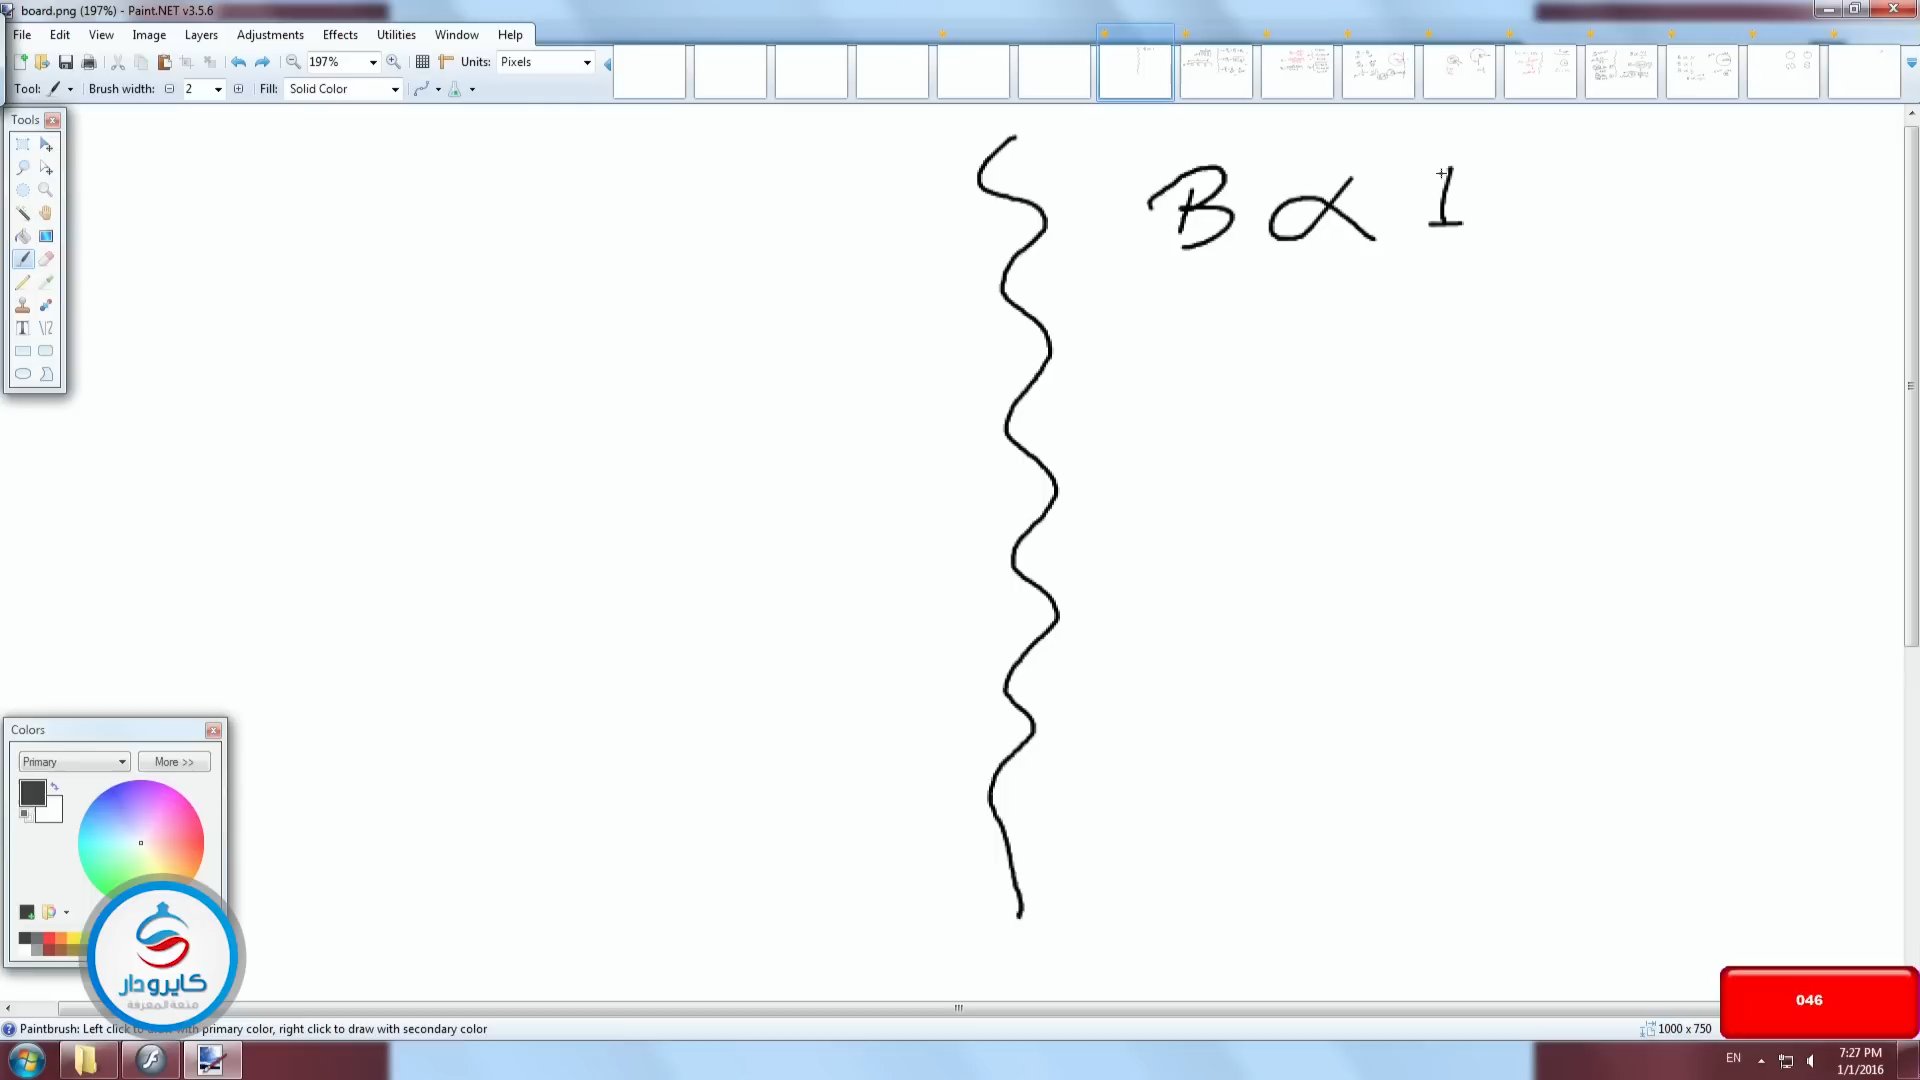 board.png (197%) - Paint.NET v3.5.6
File Edit View Image Layers Adjustments Effects Utilities Window Help
197% Units: Pixels
Tool: Brush width: 2 Fill: Solid Color
Tools
B α I
Colors
Primary More >>
كايرودار
متعة المعرفة
046
Paintbrush: Left click to draw with primary color, right click to draw with secondary color
1000 x 750
EN 7:27 PM
1/1/2016